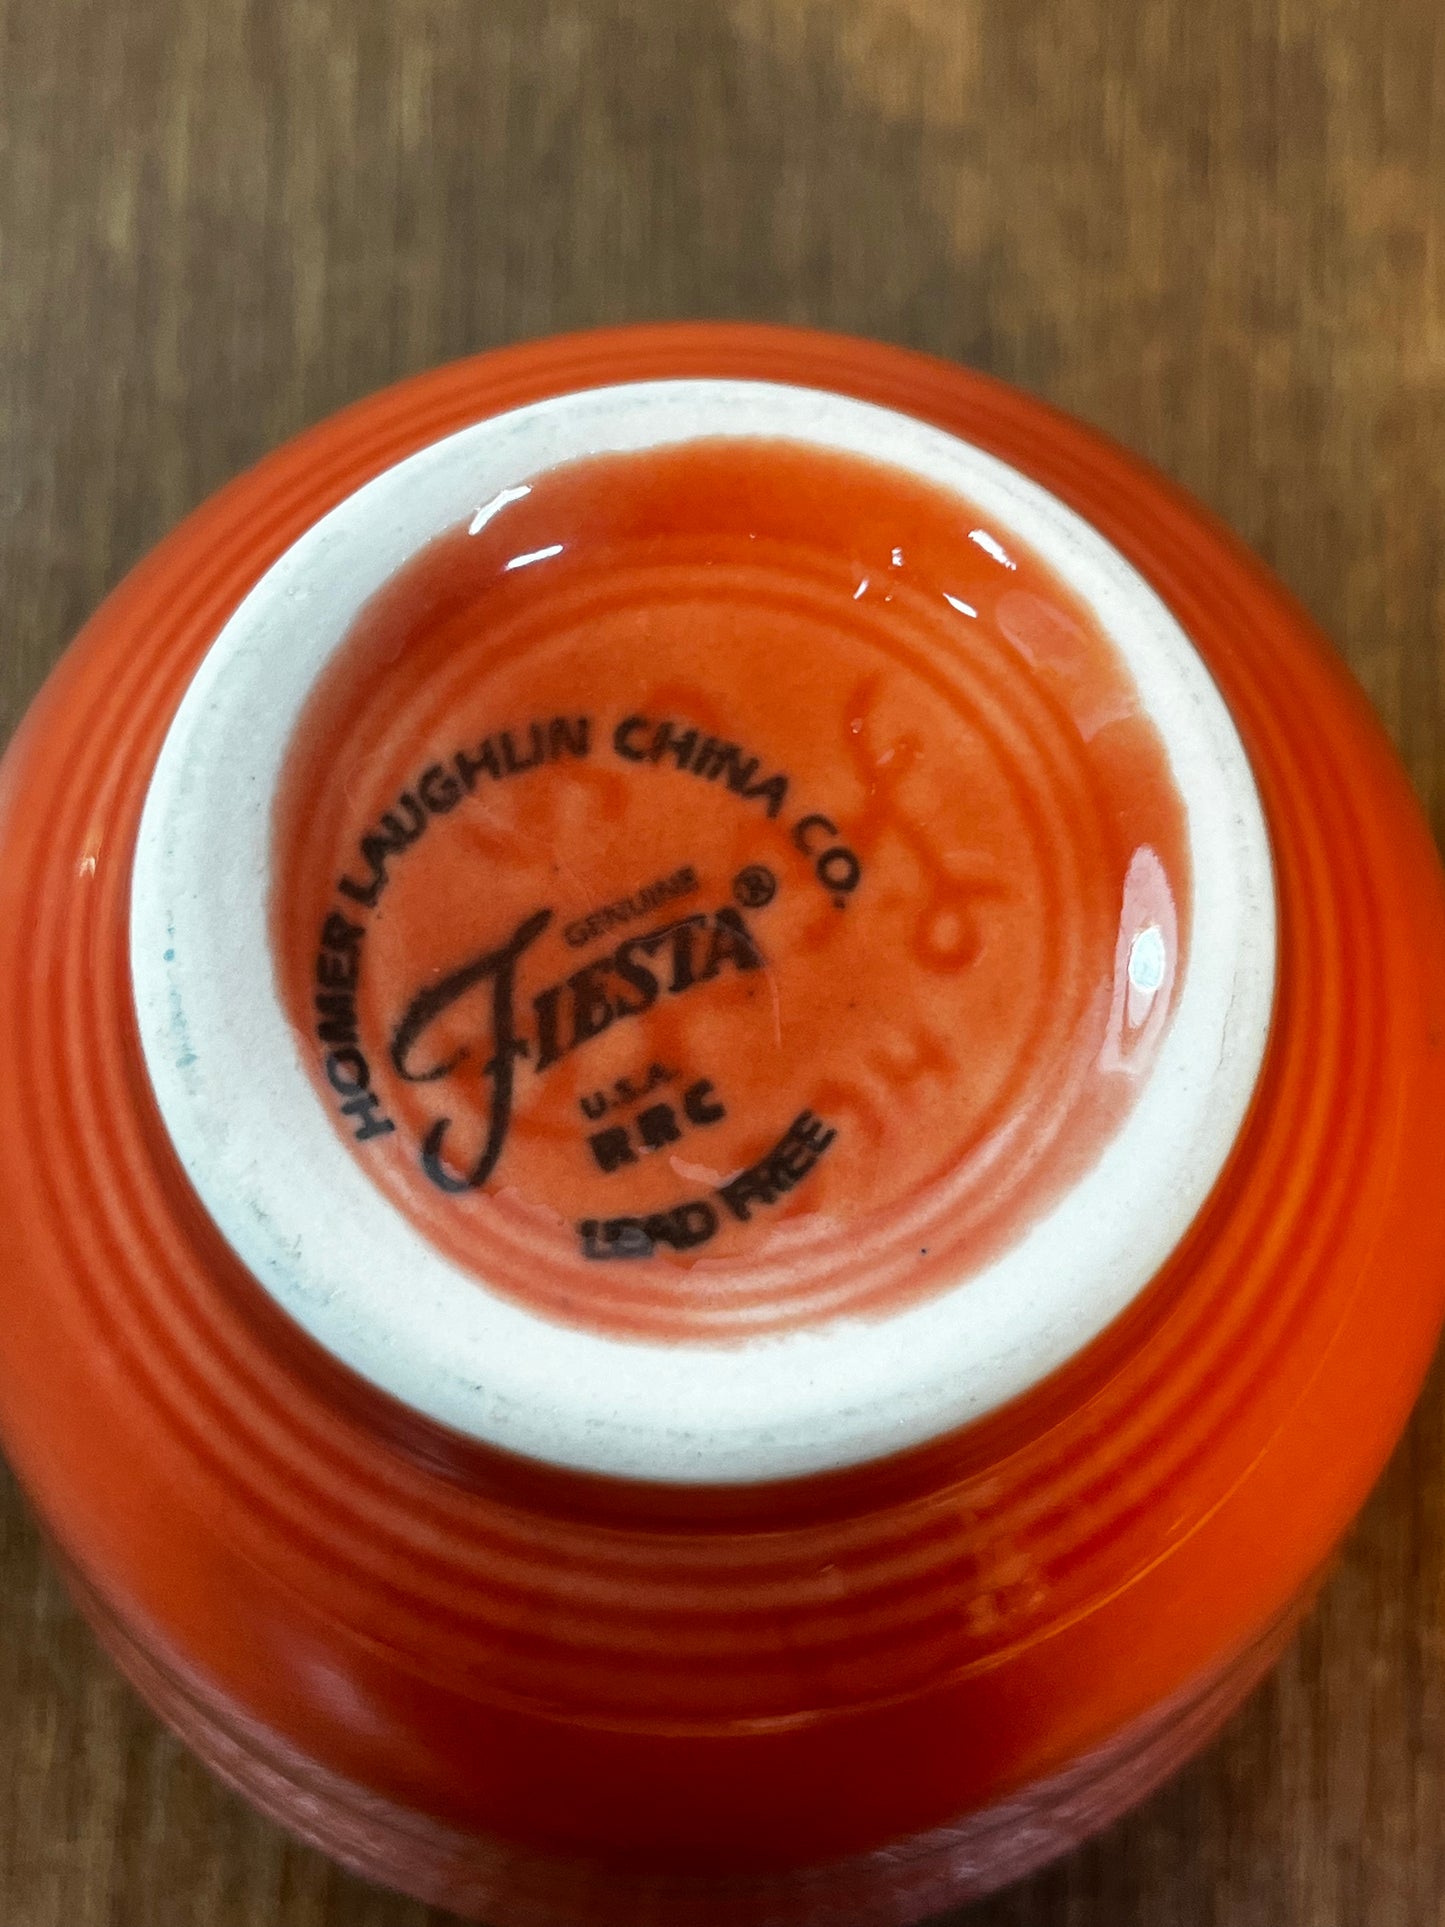 HOMER LAUGHLIN CHINA CO.
GENUINE
FIESTA®
U.S.A.
RRC
LEAD FREE